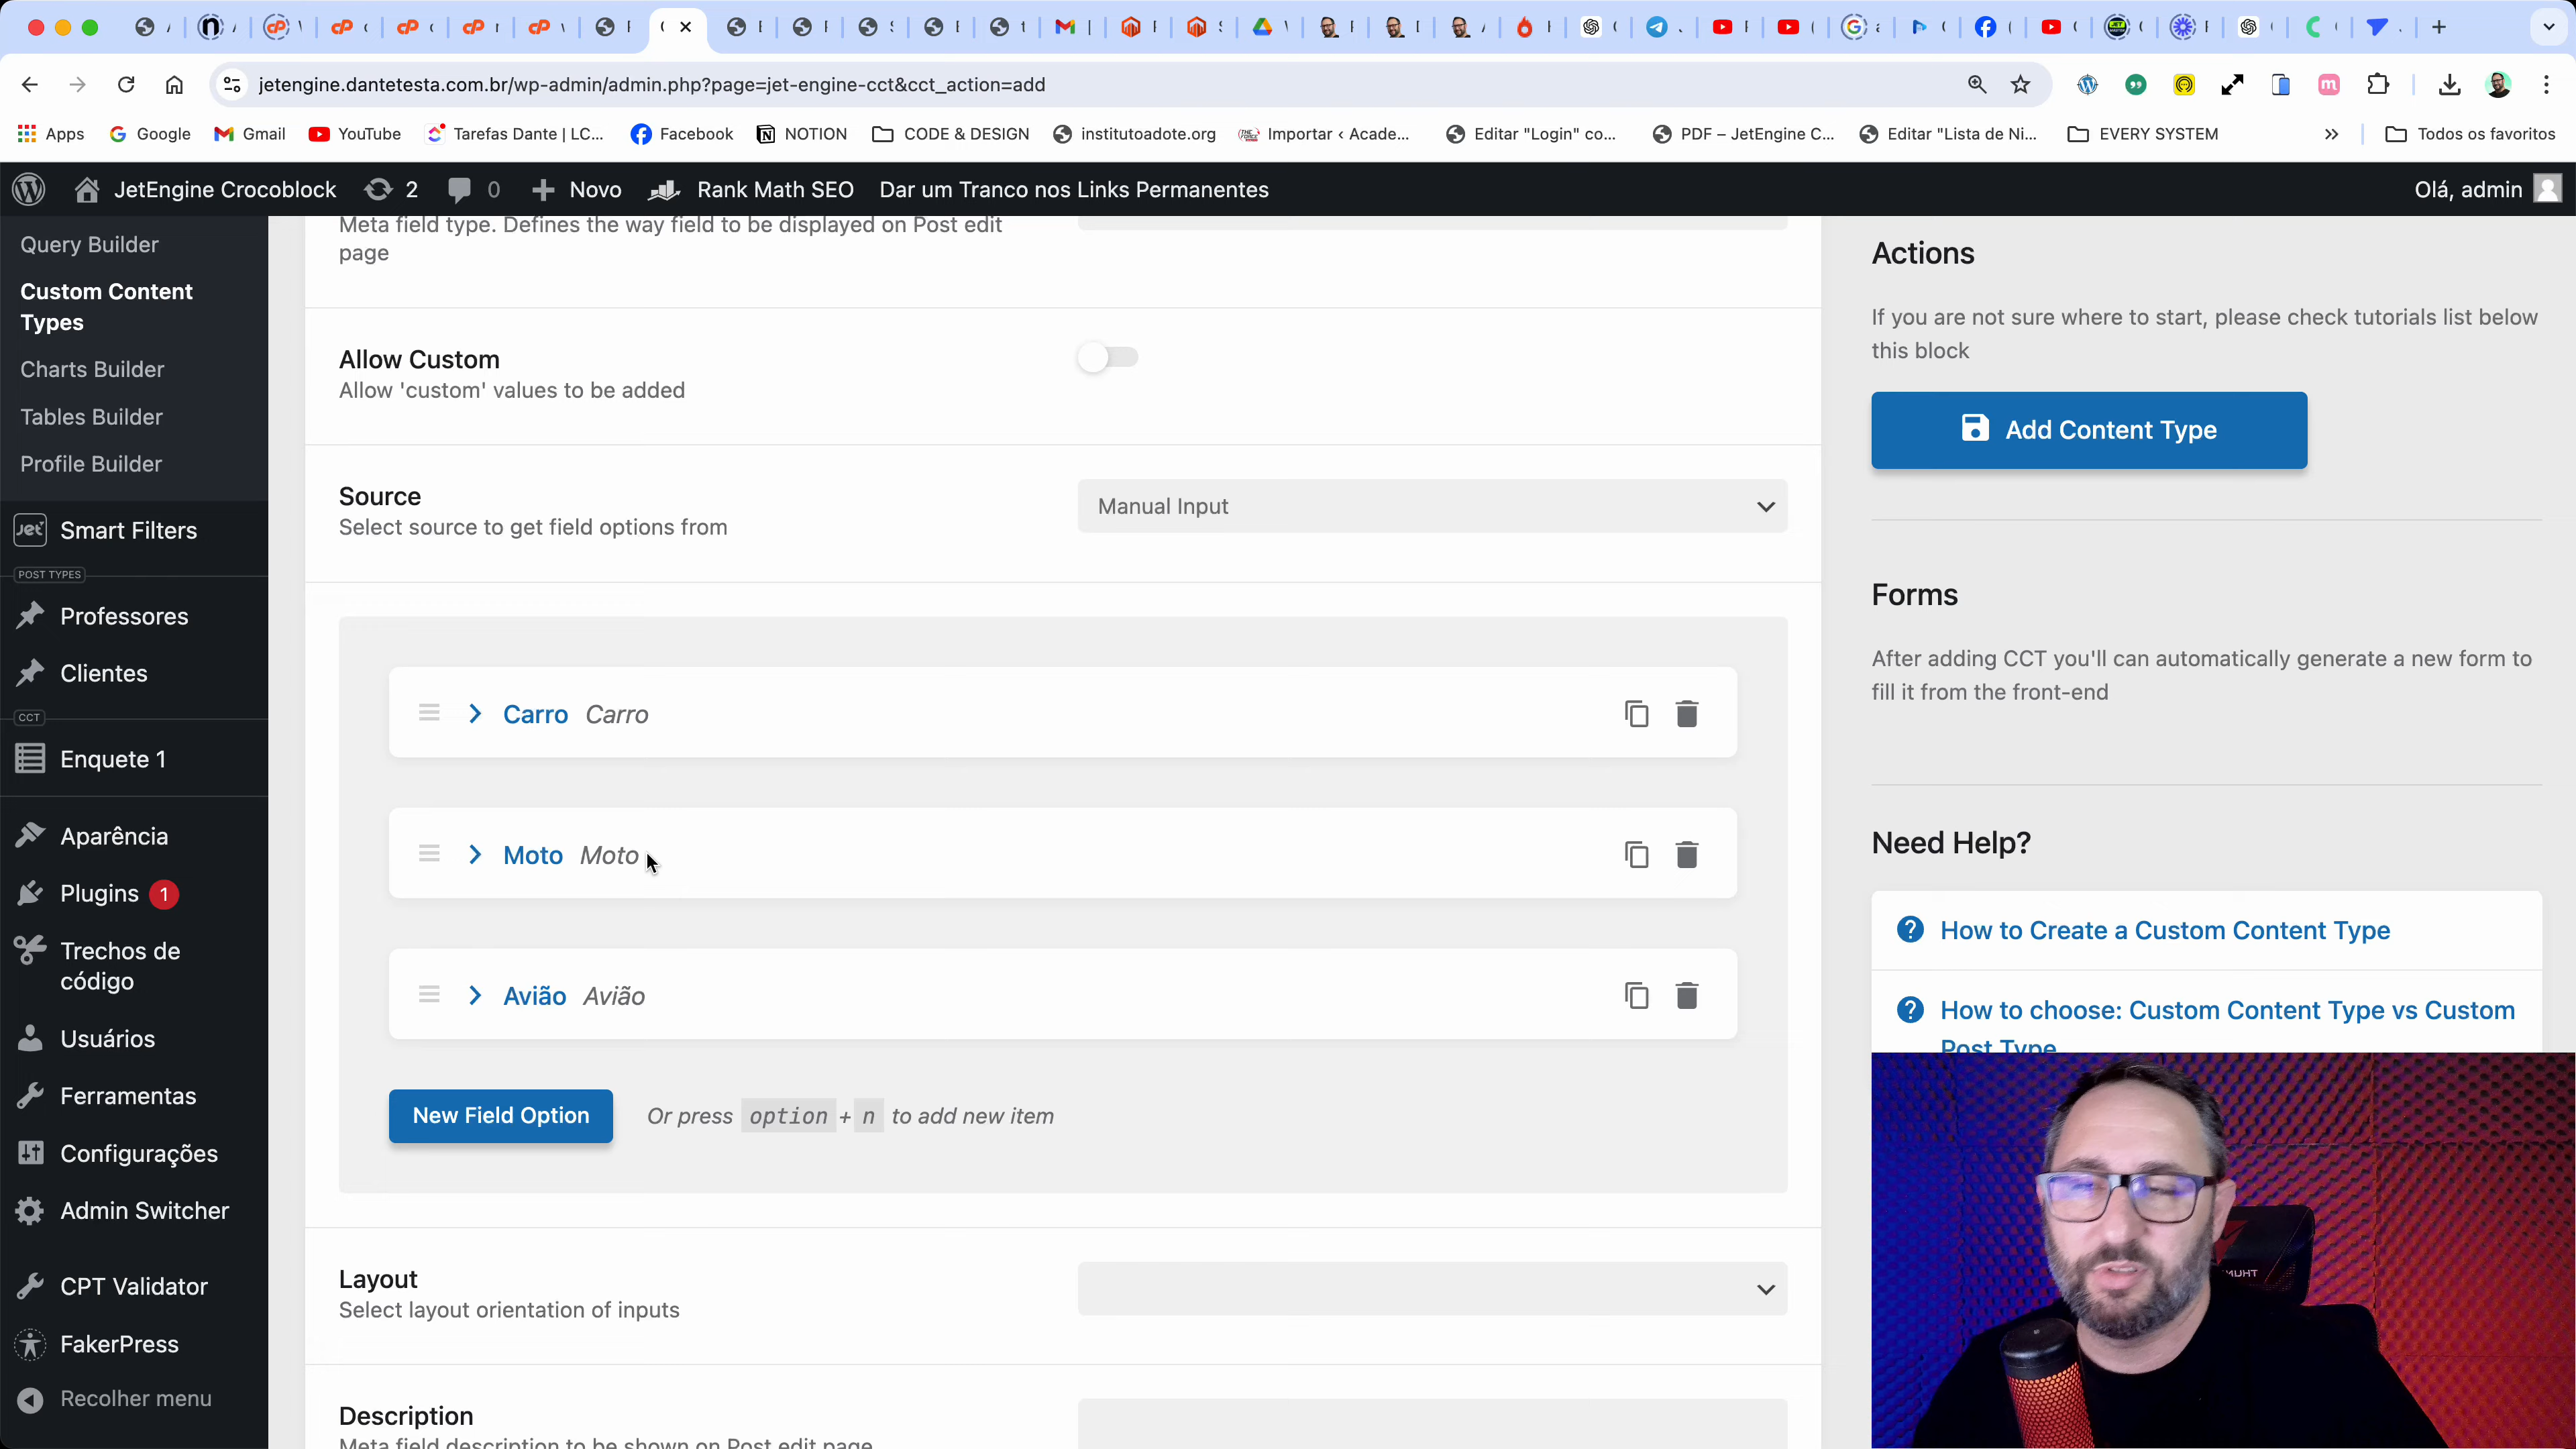 jetengine.dantetesta.com.br/wp-admin/admin.php?page=jet-engine-cct&cct_action=add
Apps
Google
Gmail
YouTube
Tarefas Dante | LC...
Facebook
NOTION
CODE & DESIGN
institutoadote.org
Importar ‹ Acade...
Editar "Login" co...
PDF – JetEngine C...
Editar "Lista de Ni...
EVERY SYSTEM
»
Todos os favoritos
JetEngine Crocoblock
2
0
Novo
Rank Math SEO
Dar um Tranco nos Links Permanentes
Olá, admin
Query Builder
Custom Content
Types
Charts Builder
Tables Builder
Profile Builder
Jet
Smart Filters
POST TYPES
Professores
Clientes
CCT
Enquete 1
Aparência
Plugins 1
Trechos de
código
Usuários
Ferramentas
Configurações
Admin Switcher
CPT Validator
FakerPress
Recolher menu
Meta field type. Defines the way field to be displayed on Post edit
page
Allow Custom
Allow 'custom' values to be added
Source
Select source to get field options from
Manual Input
Carro Carro
Moto Moto
Avião Avião
New Field Option
Or press option + n to add new item
Layout
Select layout orientation of inputs
Description
Meta field description to be shown on Post edit page
Actions
If you are not sure where to start, please check tutorials list below
this block
Add Content Type
Forms
After adding CCT you'll can automatically generate a new form to
fill it from the front-end
Need Help?
How to Create a Custom Content Type
How to choose: Custom Content Type vs Custom
Post Type